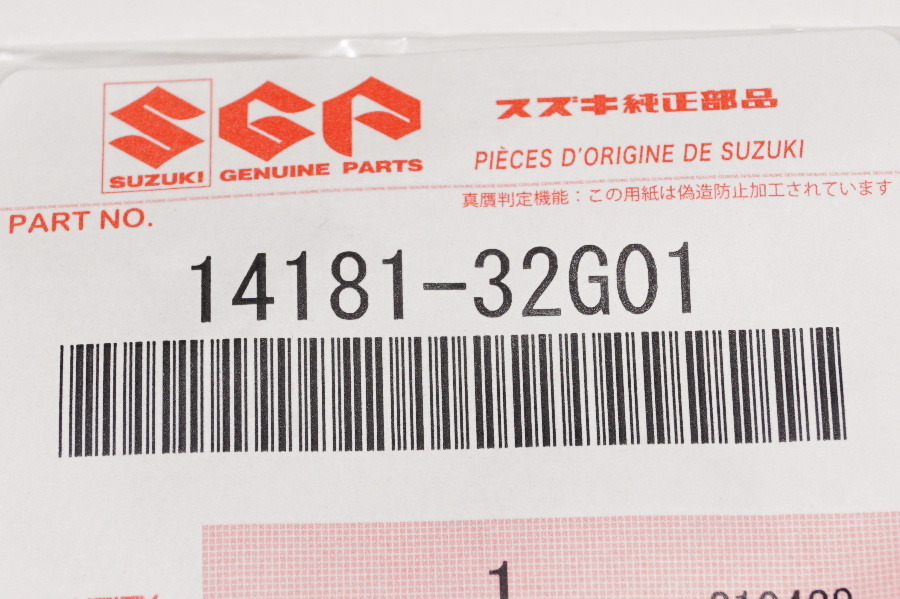 SGP
SUZUKI GENUINE PARTS
スズキ純正部品
PIÈCES D'ORIGINE DE SUZUKI
真贋判定機能：この用紙は偽造防止加工されています
PART NO.
14181-32G01
1